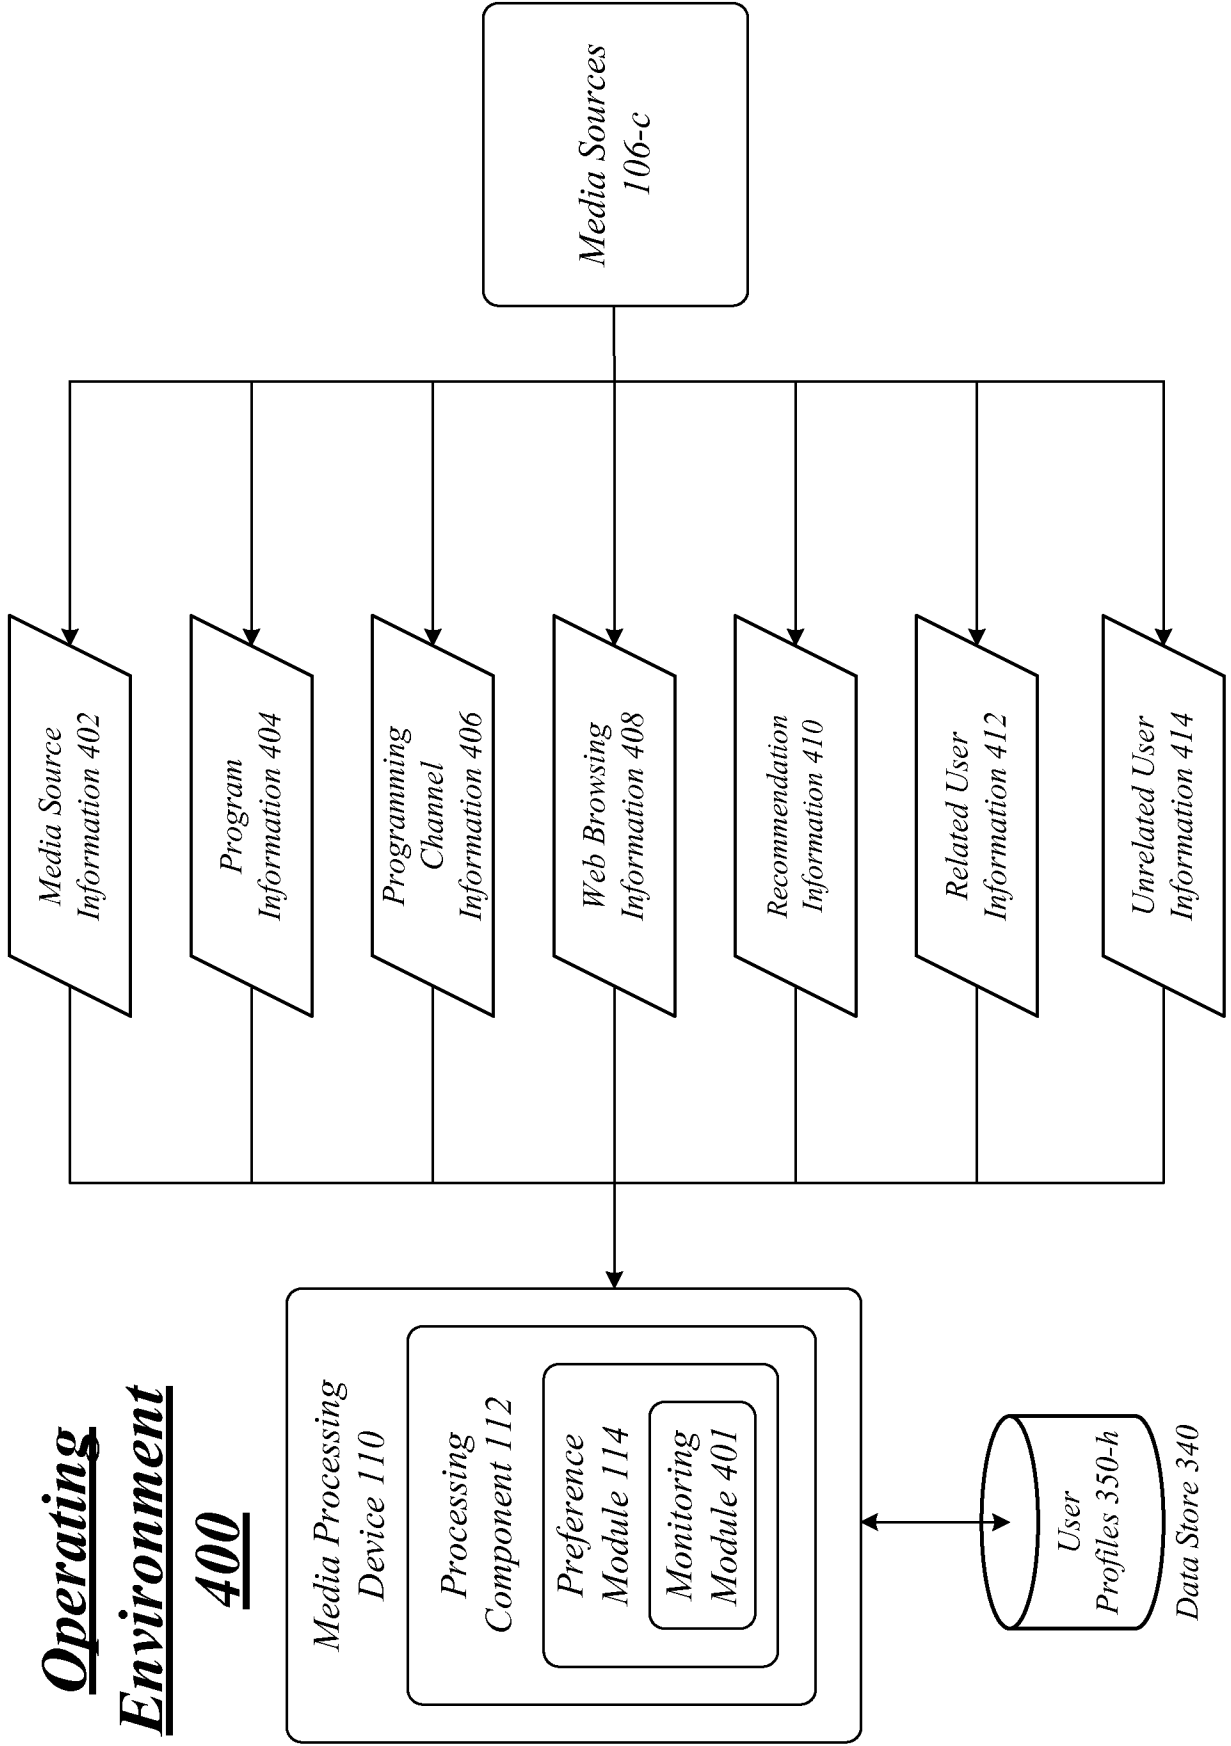 Operating
Environment
400
Media Processing
Device 110
Processing
Component 112
Preference
Module 114
Monitoring
Module 401
User
Profiles 350-h
Data Store 340
Media Source
Information 402
Program
Information 404
Programming
Channel
Information 406
Web Browsing
Information 408
Recommendation
Information 410
Related User
Information 412
Unrelated User
Information 414
Media Sources
106-c